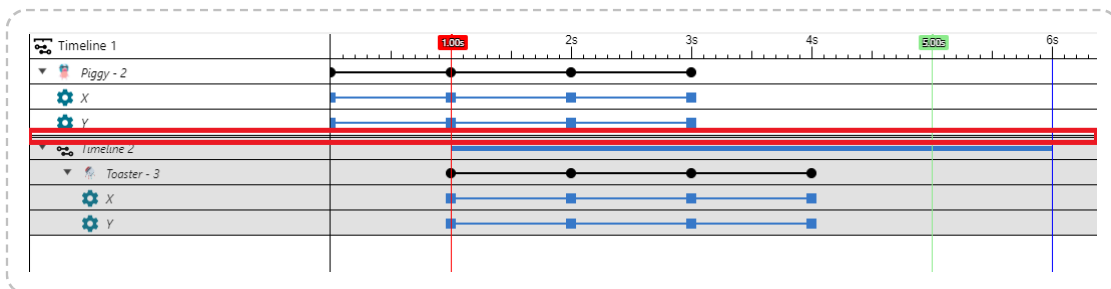 Timeline 1 1.00s 2s 3s 4s 5.00s 6s
Piggy - 2
X
Y
Timeline 2
Toaster - 3
X
Y